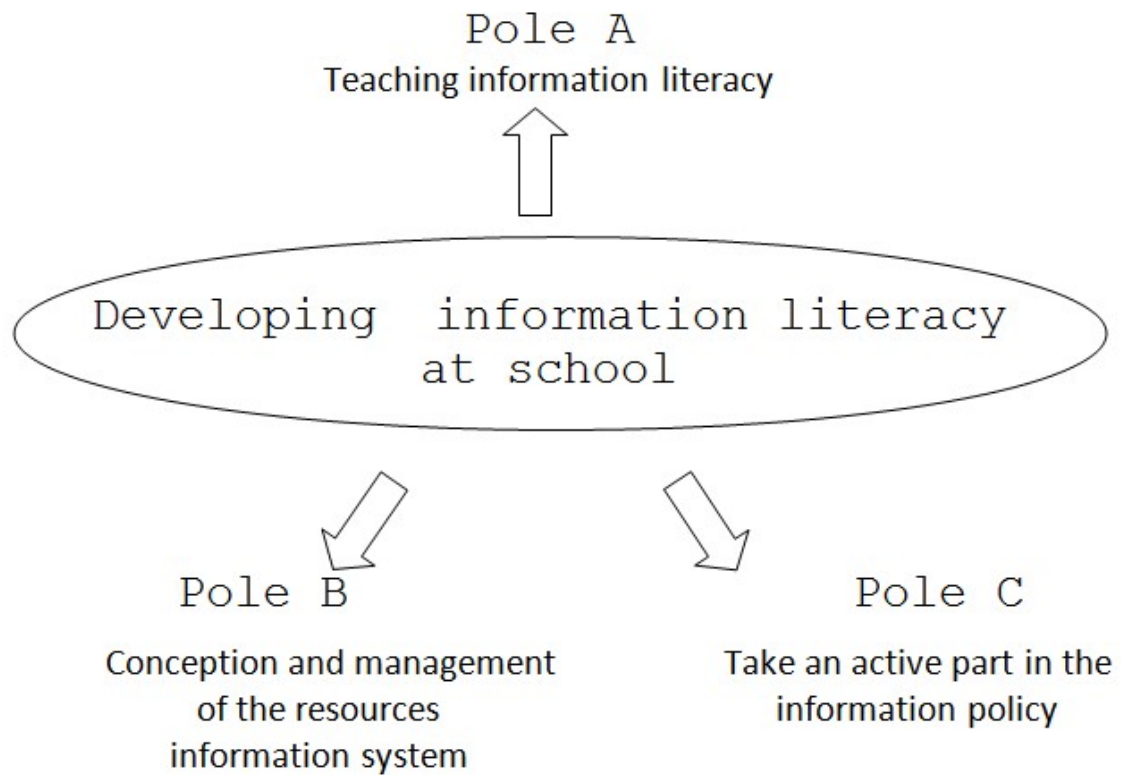 Pole A
Teaching information literacy
Developing information literacy
at school
Pole B
Conception and management
of the resources
information system
Pole C
Take an active part in the
information policy